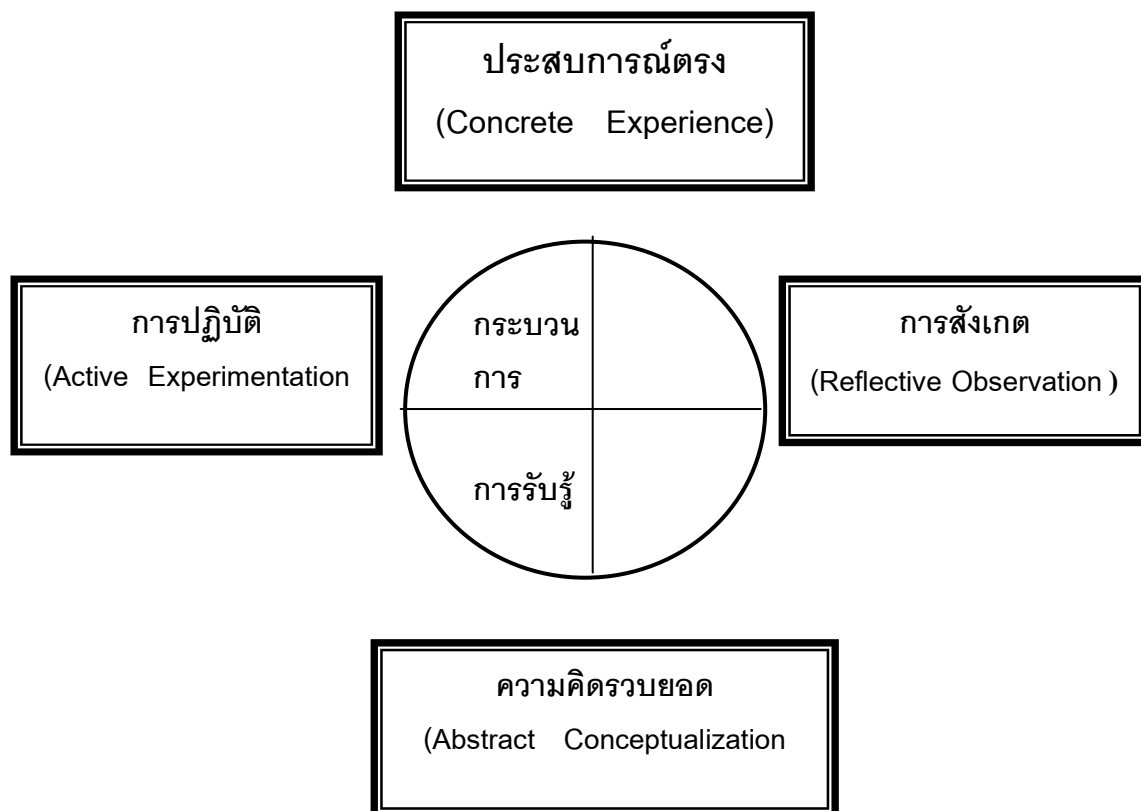 ประสบการณ์ตรง
(Concrete Experience)
การปฏิบัติ
(Active Experimentation
กระบวน
การ
การรับรู้
การสังเกต
(Reflective Observation )
ความคิดรวบยอด
(Abstract Conceptualization